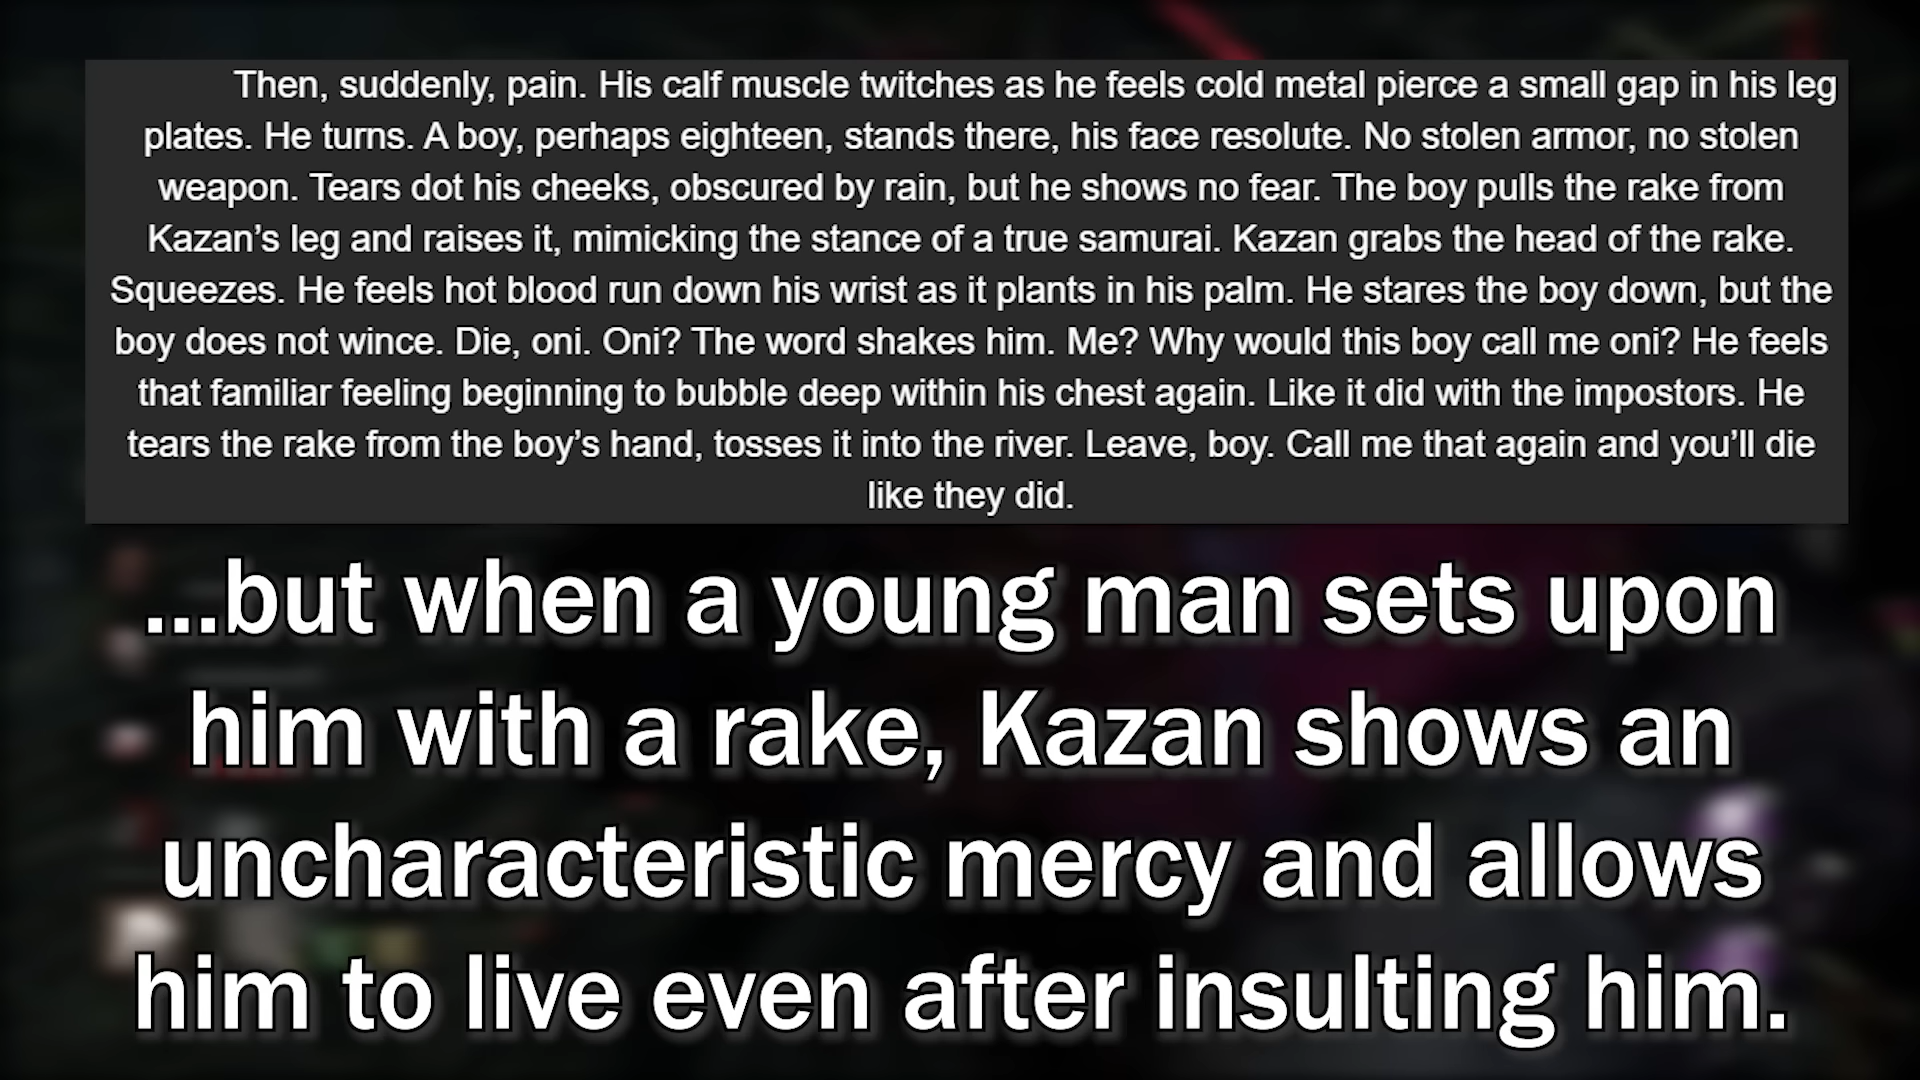 Then, suddenly, pain. His calf muscle twitches as he feels cold metal pierce a small gap in his leg
plates. He turns. A boy, perhaps eighteen, stands there, his face resolute. No stolen armor, no stolen
weapon. Tears dot his cheeks, obscured by rain, but he shows no fear. The boy pulls the rake from
Kazan’s leg and raises it, mimicking the stance of a true samurai. Kazan grabs the head of the rake.
Squeezes. He feels hot blood run down his wrist as it plants in his palm. He stares the boy down, but the
boy does not wince. Die, oni. Oni? The word shakes him. Me? Why would this boy call me oni? He feels
that familiar feeling beginning to bubble deep within his chest again. Like it did with the impostors. He
tears the rake from the boy’s hand, tosses it into the river. Leave, boy. Call me that again and you’ll die
like they did.
...but when a young man sets upon
him with a rake, Kazan shows an
uncharacteristic mercy and allows
him to live even after insulting him.